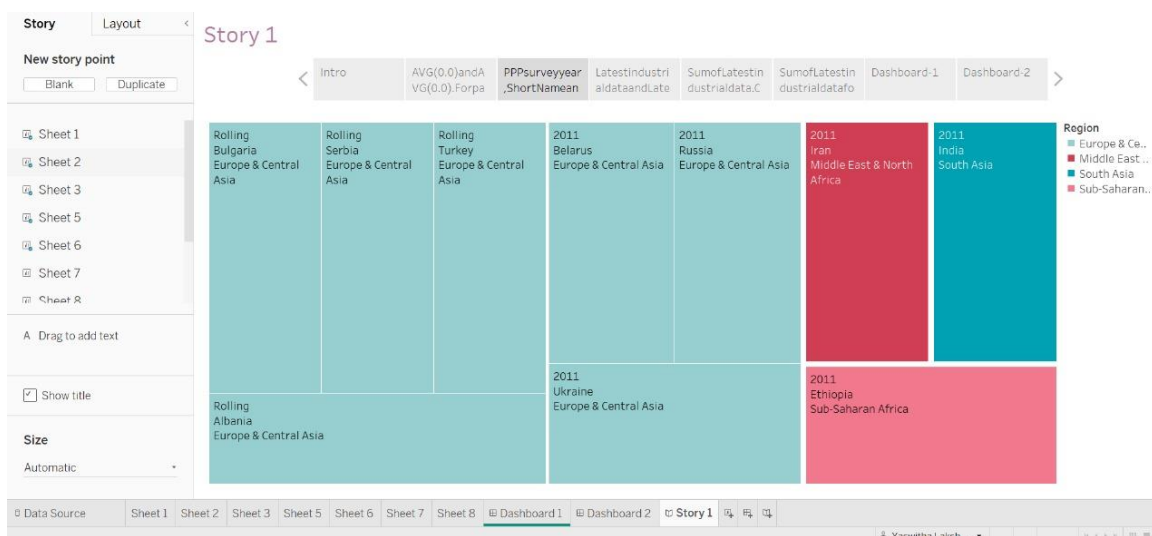 Story
Layout
New story point
Blank
Duplicate
Sheet 1
Sheet 2
Sheet 3
Sheet 5
Sheet 6
Sheet 7
Sheet 8
A Drag to add text
Show title
Size
Automatic
Story 1
Intro
AVG(0.0)andA
VG(0.0).Forpa
PPPsurveyyear
,ShortNamean
Latestindustri
aldataandLate
SumofLatestin
dustrialdata.C
SumofLatestin
dustrialdatafo
Dashboard-1
Dashboard-2
Rolling
Bulgaria
Europe & Central
Asia
Rolling
Serbia
Europe & Central
Asia
Rolling
Turkey
Europe & Central
Asia
2011
Belarus
Europe & Central Asia
2011
Russia
Europe & Central Asia
2011
Iran
Middle East & North
Africa
2011
India
South Asia
Rolling
Albania
Europe & Central Asia
2011
Ukraine
Europe & Central Asia
2011
Ethiopia
Sub-Saharan Africa
Region
Europe & Ce..
Middle East ..
South Asia
Sub-Saharan..
Data Source
Sheet 1
Sheet 2
Sheet 3
Sheet 5
Sheet 6
Sheet 7
Sheet 8
Dashboard 1
Dashboard 2
Story 1